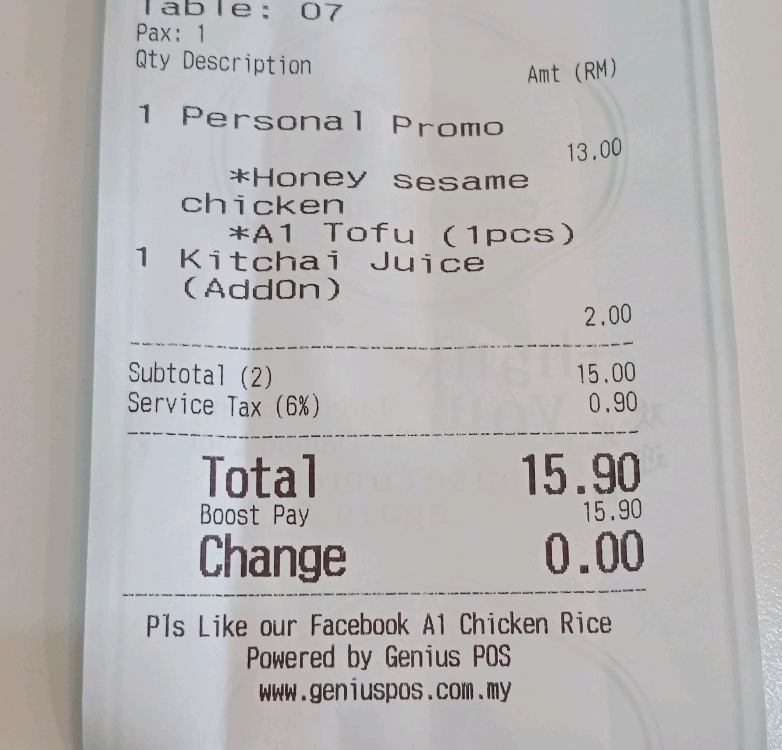 Table: 07
Pax: 1
Qty Description Amt (RM)
1 Personal Promo
13.00
*Honey sesame
chicken
*A1 Tofu (1pcs)
1 Kitchai Juice
(AddOn)
2.00
Subtotal (2) 15.00
Service Tax (6%) 0.90
Total 15.90
Boost Pay 15.90
Change 0.00
Pls Like our Facebook A1 Chicken Rice
Powered by Genius POS
www.geniuspos.com.my